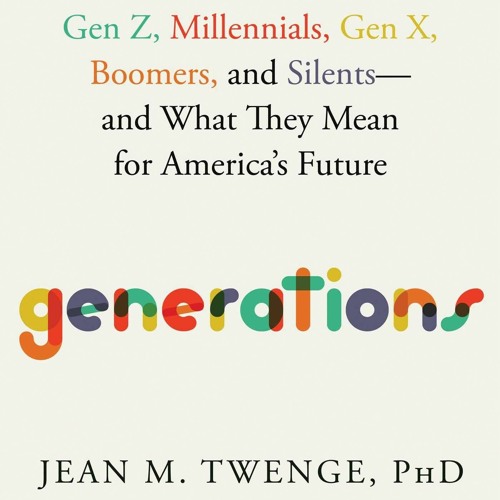 Gen Z, Millennials, Gen X,
Boomers, and Silents—
and What They Mean
for America’s Future
generations
JEAN M. TWENGE, PHD